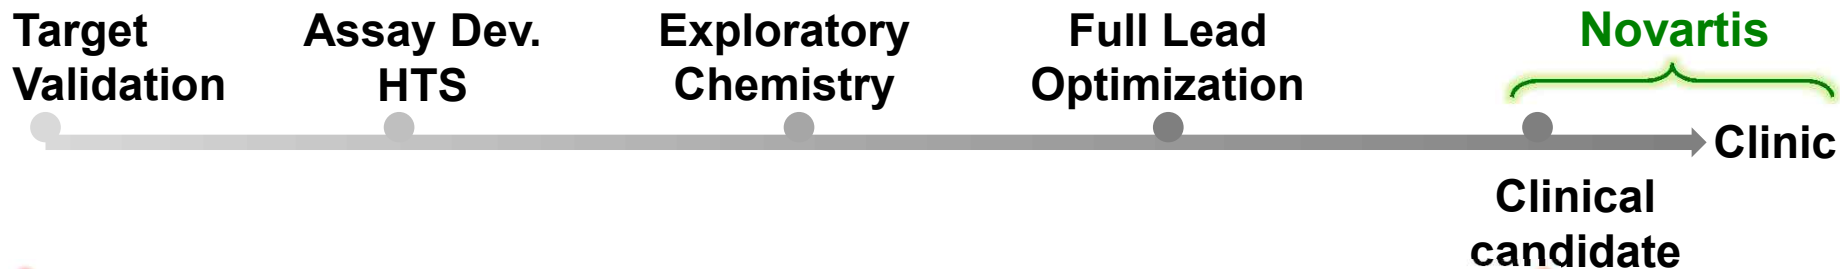 Target
Validation
Assay Dev.
HTS
Exploratory
Chemistry
Full Lead
Optimization
Novartis
Clinic
Clinical
candidate